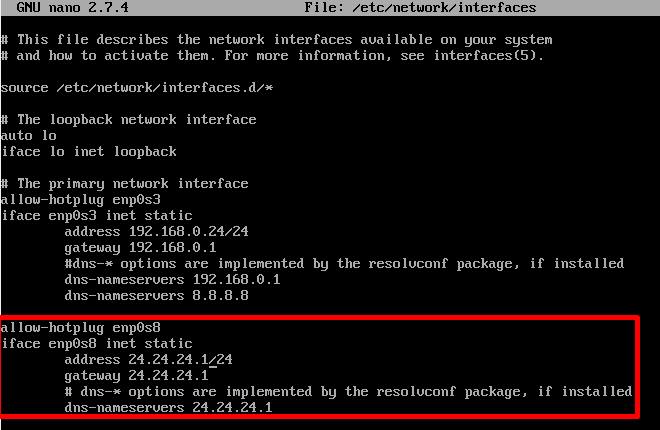 GNU nano 2.7.4 File: /etc/network/interfaces
# This file describes the network interfaces available on your system
# and how to activate them. For more information, see interfaces(5).
source /etc/network/interfaces.d/*
# The loopback network interface
auto lo
iface lo inet loopback
# The primary network interface
allow-hotplug enp0s3
iface enp0s3 inet static
address 192.168.0.24/24
gateway 192.168.0.1
#dns-* options are implemented by the resolvconf package, if installed
dns-nameservers 192.168.0.1
dns-nameservers 8.8.8.8
allow-hotplug enp0s8
iface enp0s8 inet static
address 24.24.24.1/24
gateway 24.24.24.1
# dns-* options are implemented by the resolvconf package, if installed
dns-nameservers 24.24.24.1